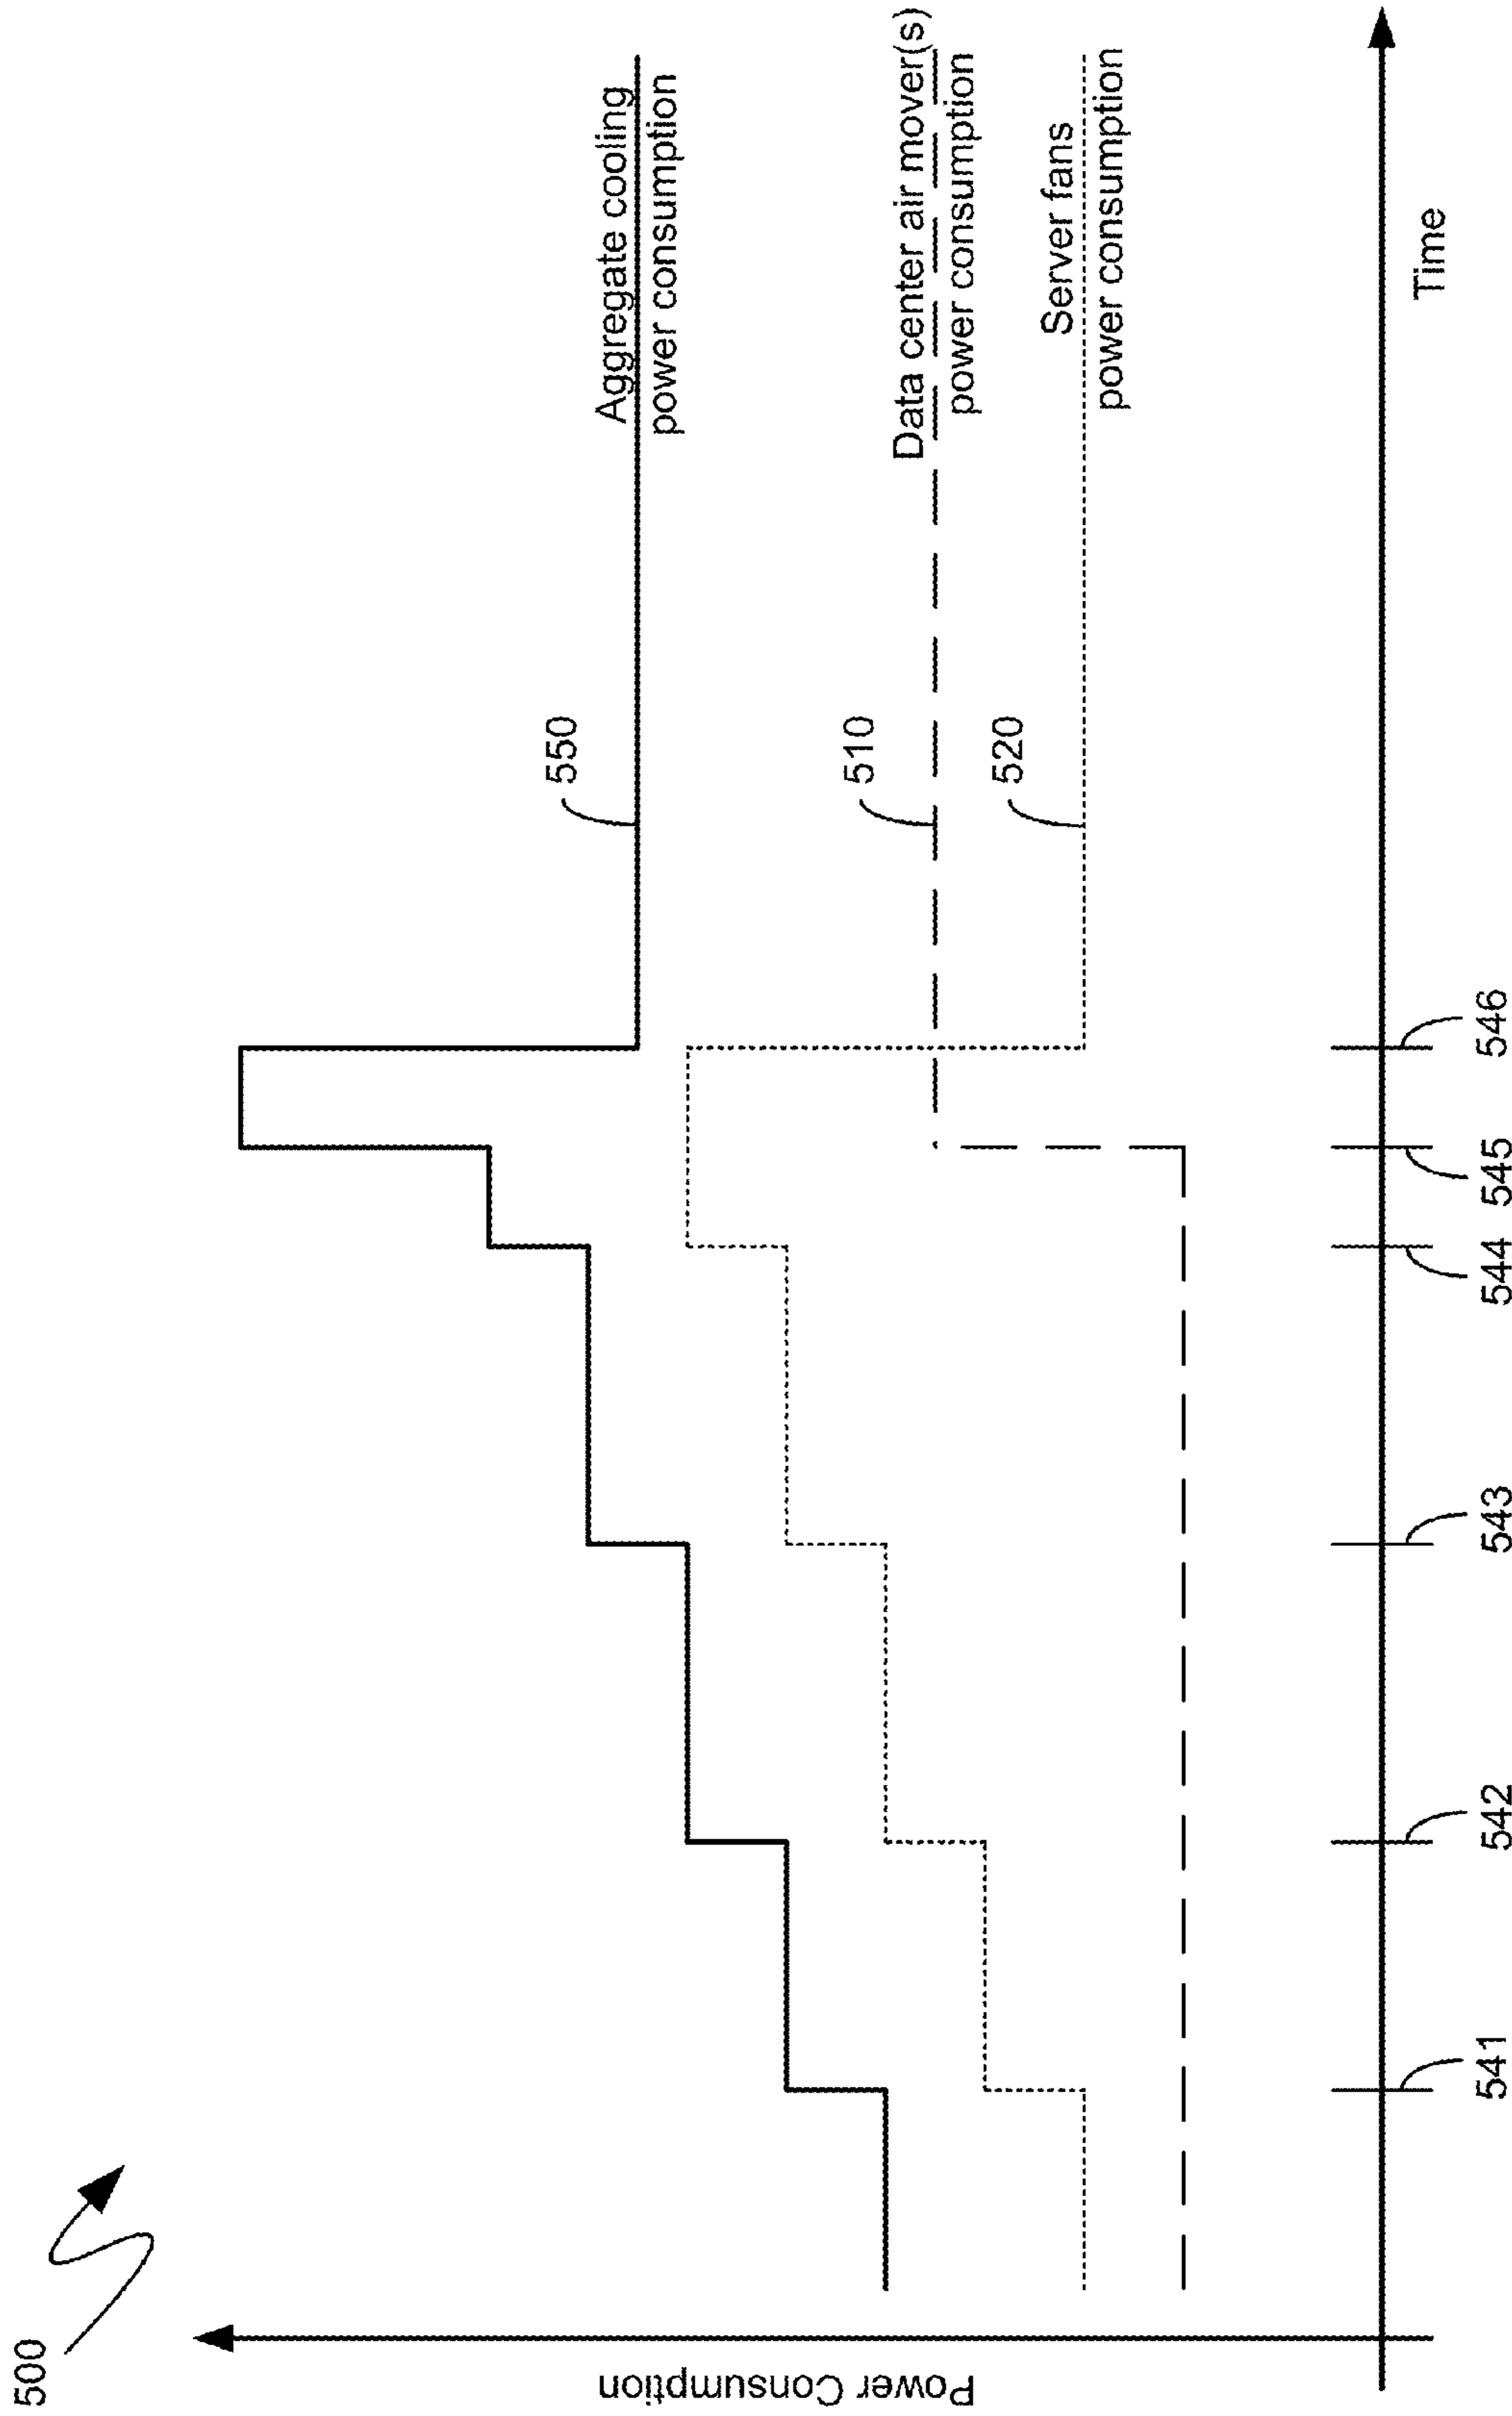 500
Power Consumption
Aggregate cooling
power consumption
550
Data center air mover(s)
power consumption
510
Server fans
power consumption
520
541
542
543
544
545
546
Time